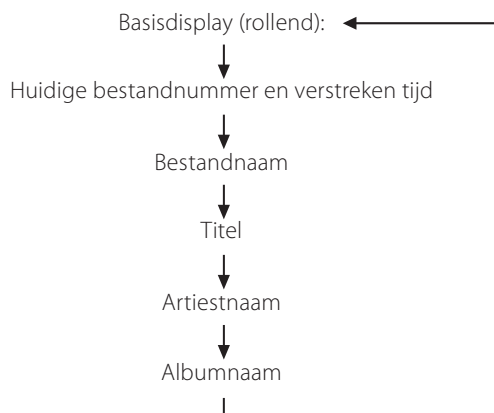 Basisdisplay (rollend):
Huidige bestandnummer en verstreken tijd
Bestandnaam
Titel
Artiestnaam
Albumnaam